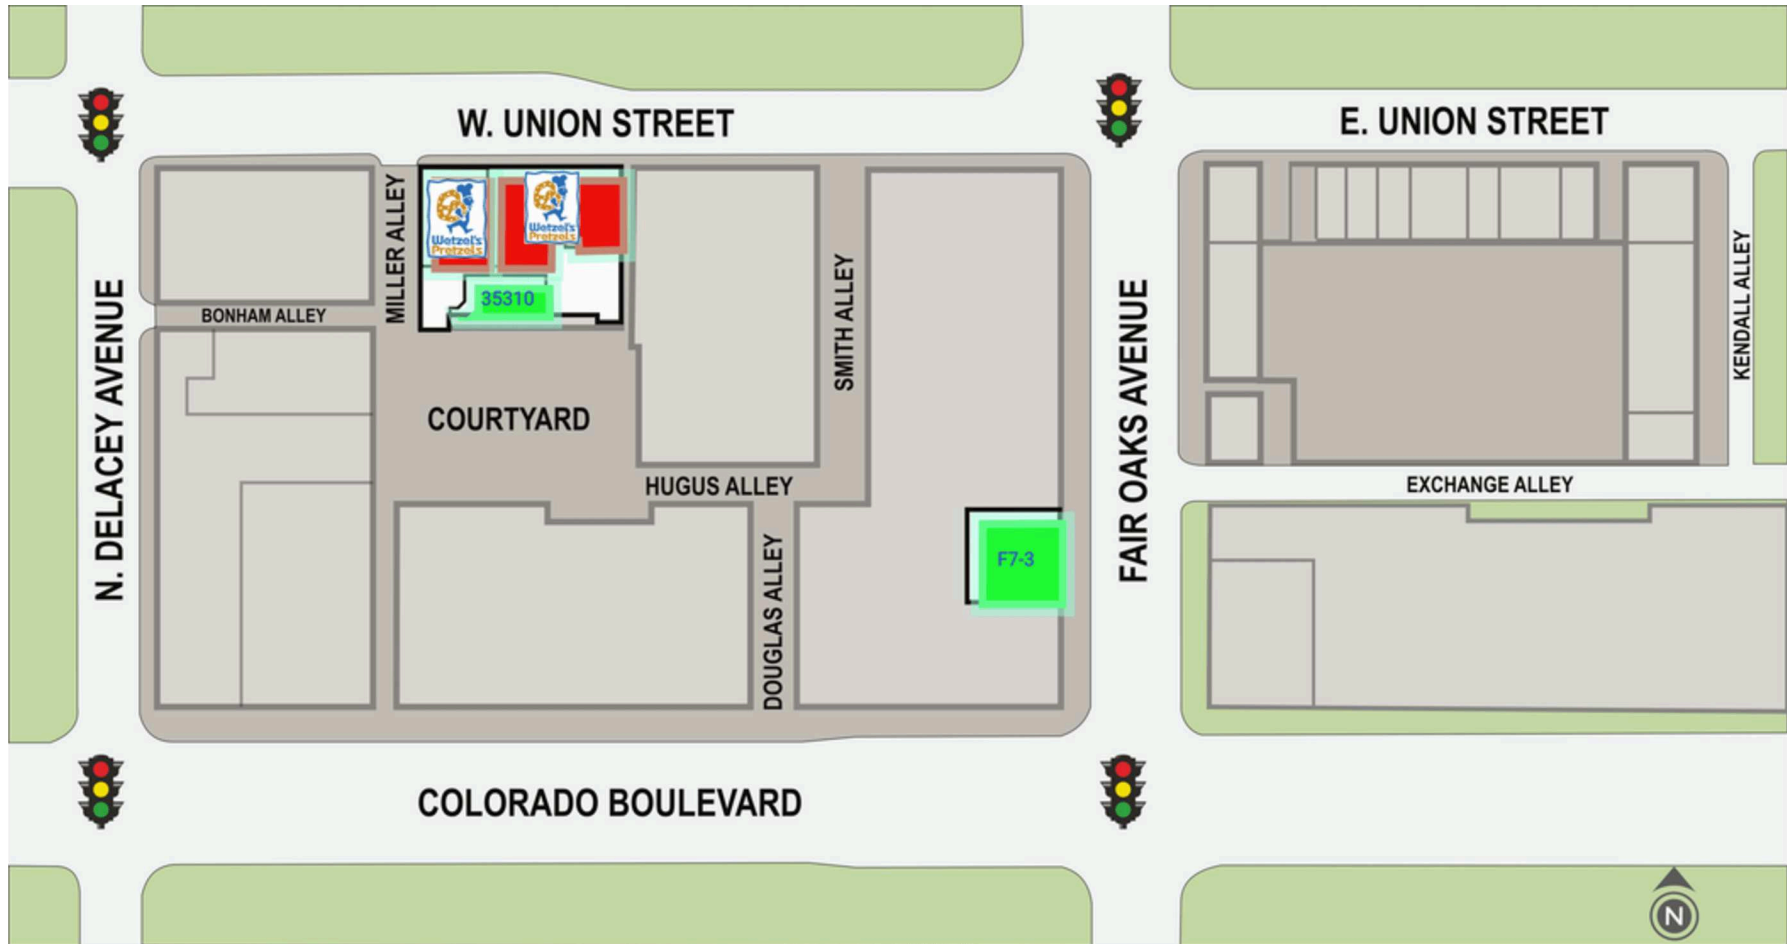 W. UNION STREET
E. UNION STREET
MILLER ALLEY
Wetzel's
Pretzels
Wetzel's
Pretzels
35310
BONHAM ALLEY
N. DELACEY AVENUE
COURTYARD
SMITH ALLEY
HUGUS ALLEY
DOUGLAS ALLEY
F7-3
FAIR OAKS AVENUE
KENDALL ALLEY
EXCHANGE ALLEY
COLORADO BOULEVARD
N